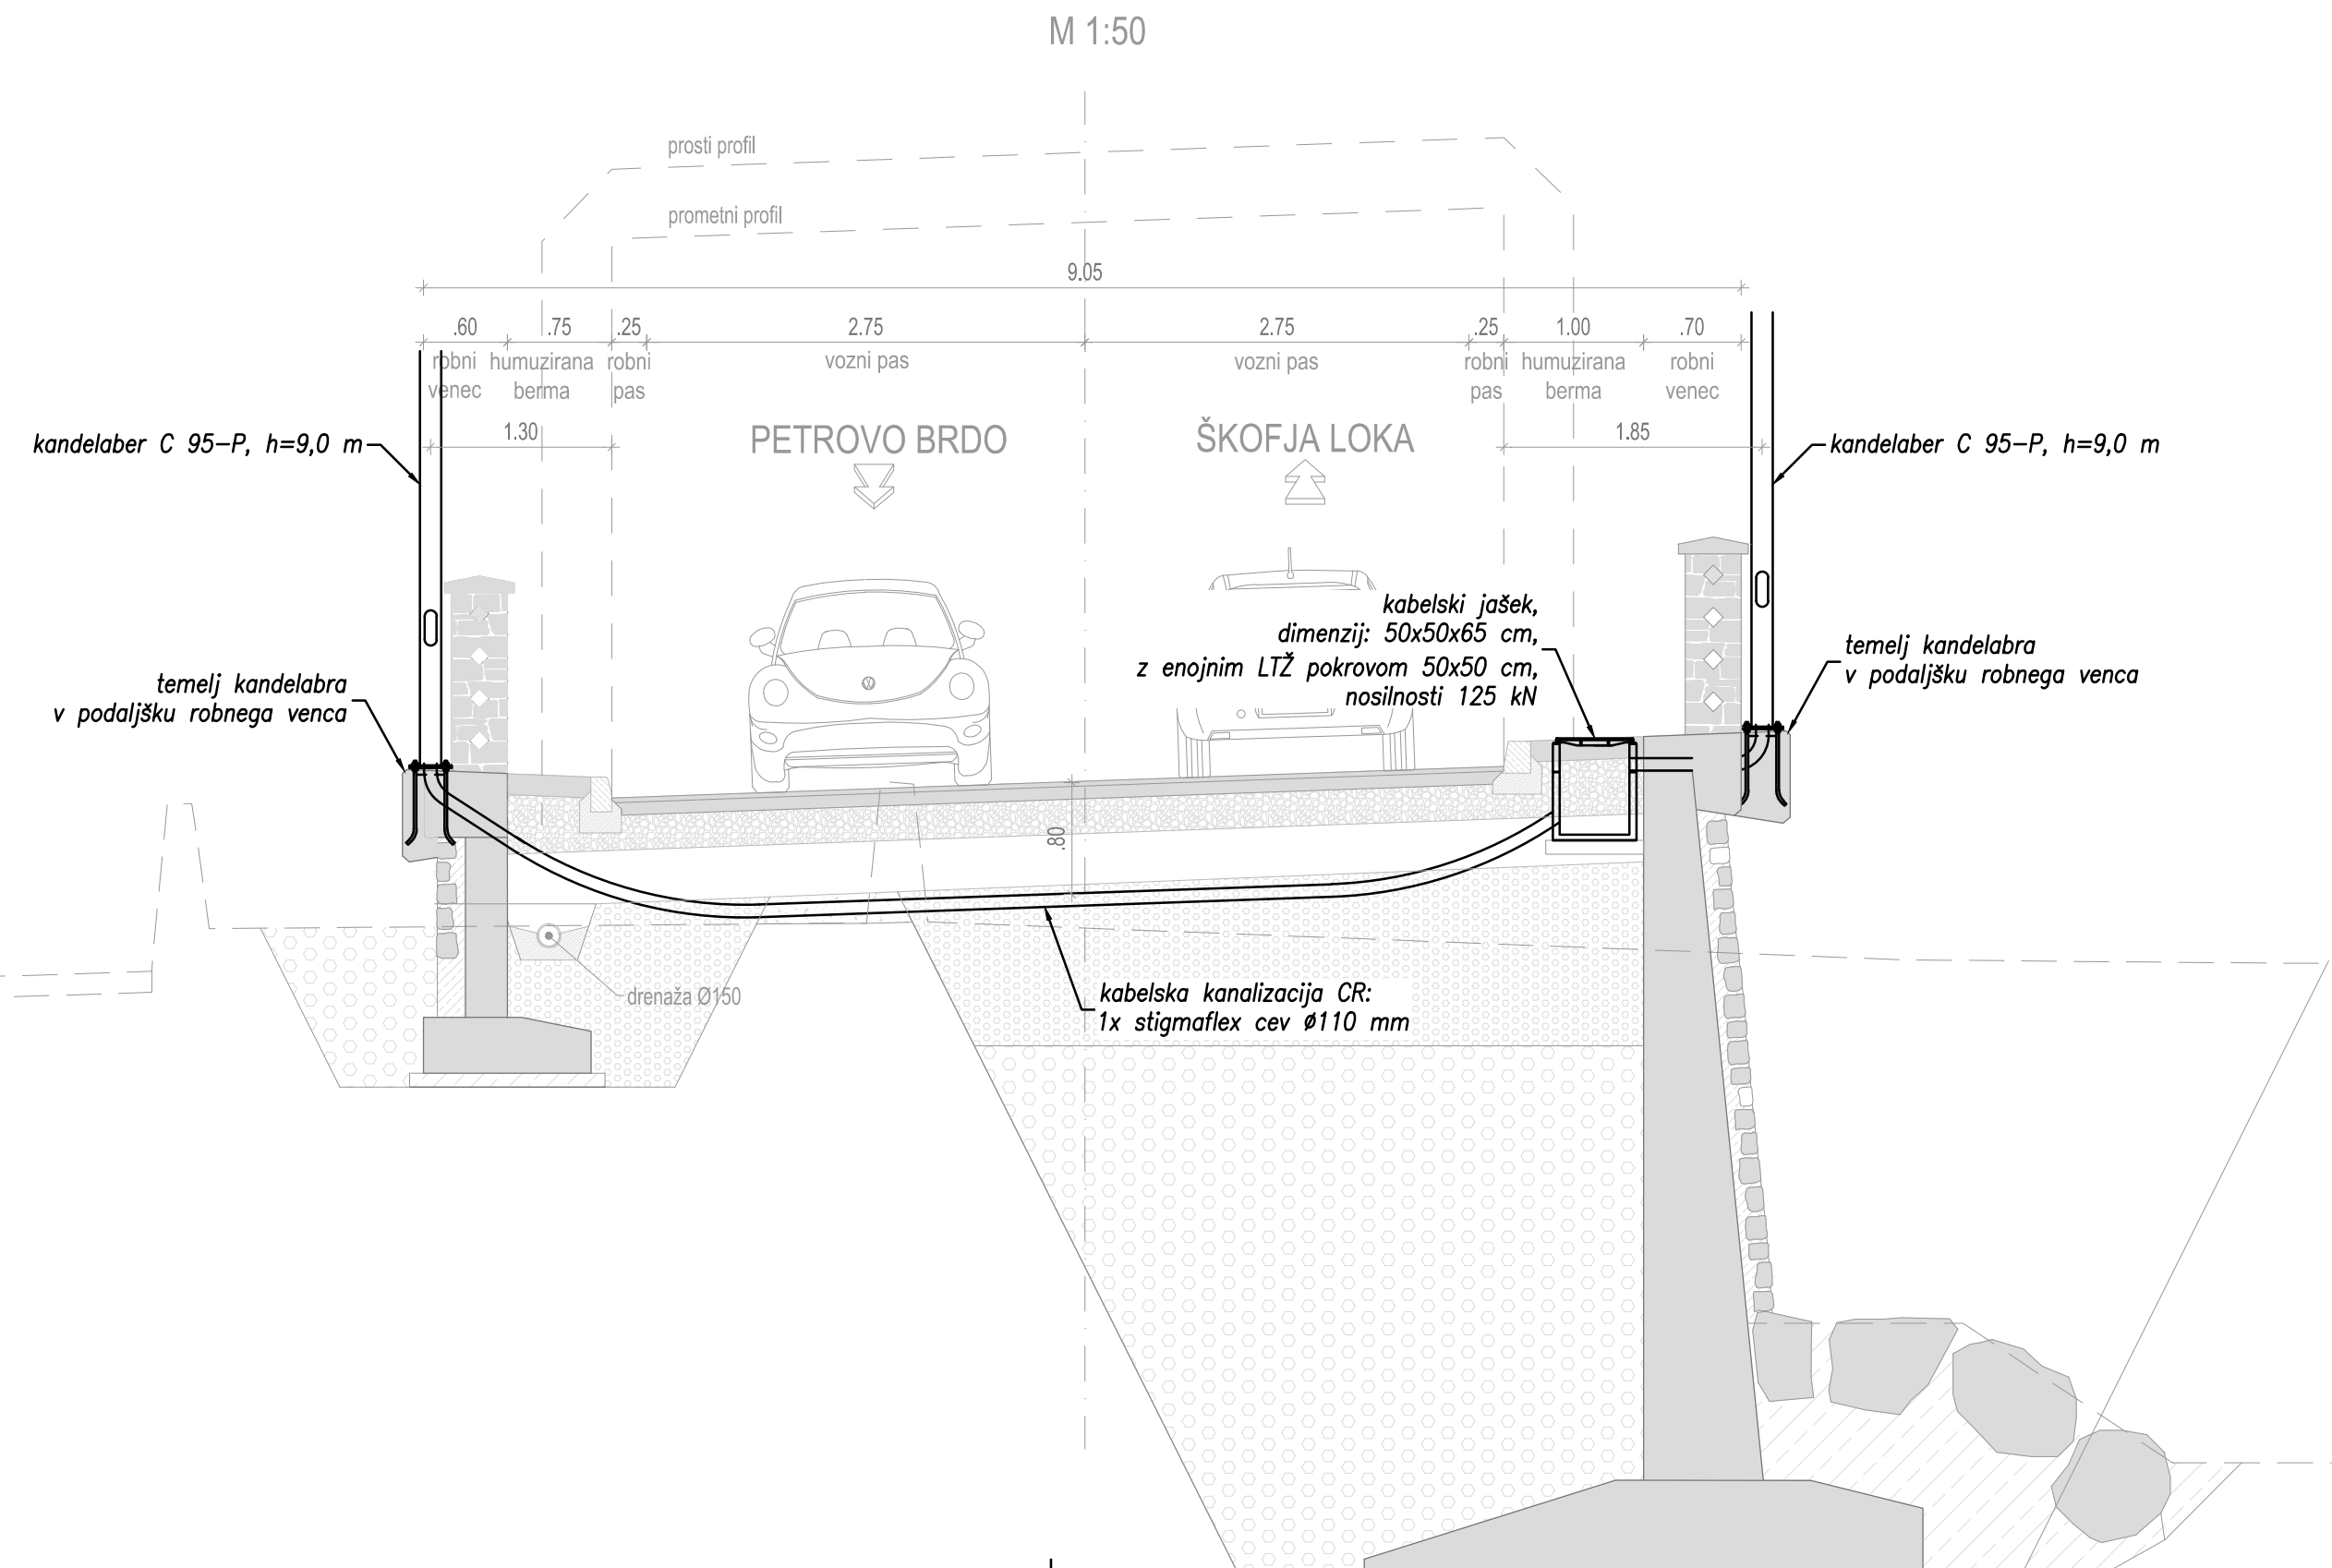 M 1:50
prosti profil
prometni profil
9.05
.60 .75 .25 2.75 2.75 .25 1.00 .70
robni venec
humuzirana berma
robni pas
vozni pas
vozni pas
robni pas
humuzirana berma
robni venec
1.30
1.85
PETROVO BRDO
ŠKOFJA LOKA
kandelaber C 95-P, h=9,0 m
kandelaber C 95-P, h=9,0 m
kabelski jašek,
dimenzij: 50x50x65 cm,
z enojnim LTŽ pokrovom 50x50 cm,
nosilnosti 125 kN
temelj kandelabra
v podaljšku robnega venca
temelj kandelabra
v podaljšku robnega venca
.80
drenaža Ø150
kabelska kanalizacija CR:
1x stigmaflex cev ø110 mm